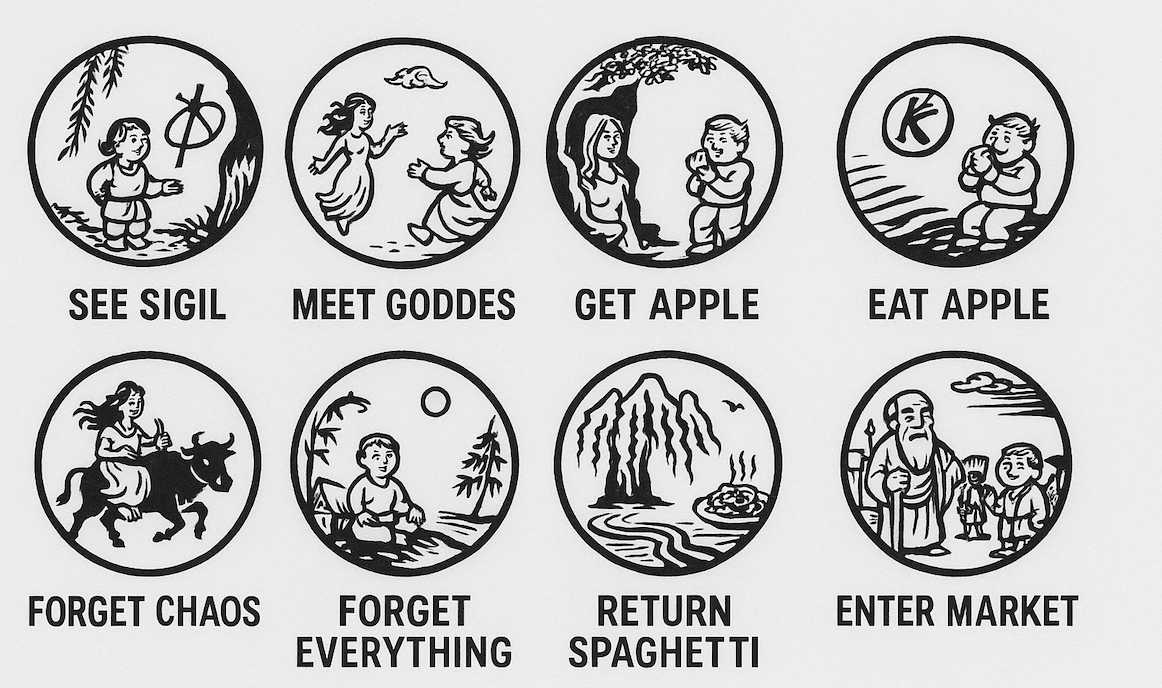 SEE SIGIL
MEET GODDES
GET APPLE
K
EAT APPLE
FORGET CHAOS
FORGET
EVERYTHING
RETURN
SPAGHETTI
ENTER MARKET